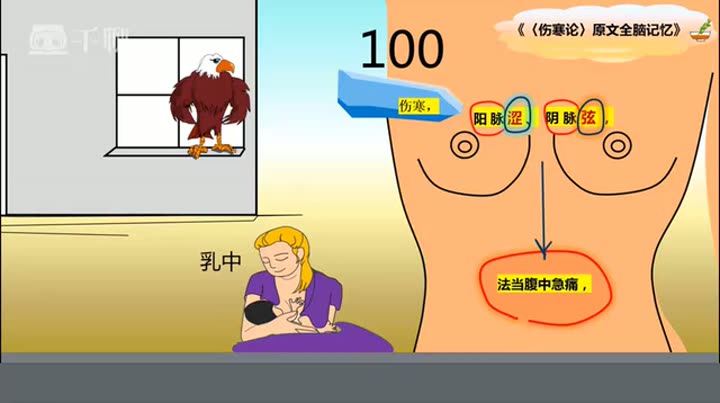 千聊
100
《〈伤寒论〉原文全脑记忆》
伤寒，
阳脉涩、阴脉弦，
乳中
法当腹中急痛，